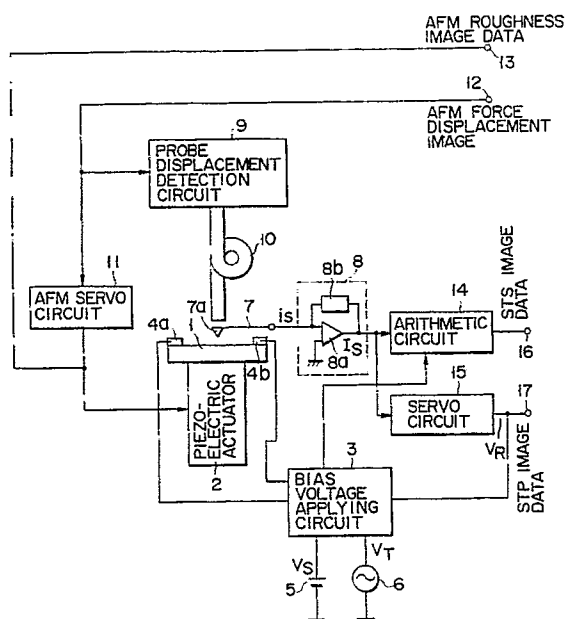 AFM ROUGHNESS
IMAGE DATA
13
12
AFM FORCE
DISPLACEMENT
IMAGE
9
PROBE
DISPLACEMENT
DETECTION
CIRCUIT
10
11
AFM SERVO
CIRCUIT
7a
7
is
8
8b
8a
Is
4a
1
4b
14
ARITHMETIC
CIRCUIT
STS IMAGE
DATA
16
15
SERVO
CIRCUIT
17
VR
STP IMAGE
DATA
PIEZO-
ELECTRIC
ACTUATOR
2
3
BIAS
VOLTAGE
APPLYING
CIRCUIT
VS
5
VT
6